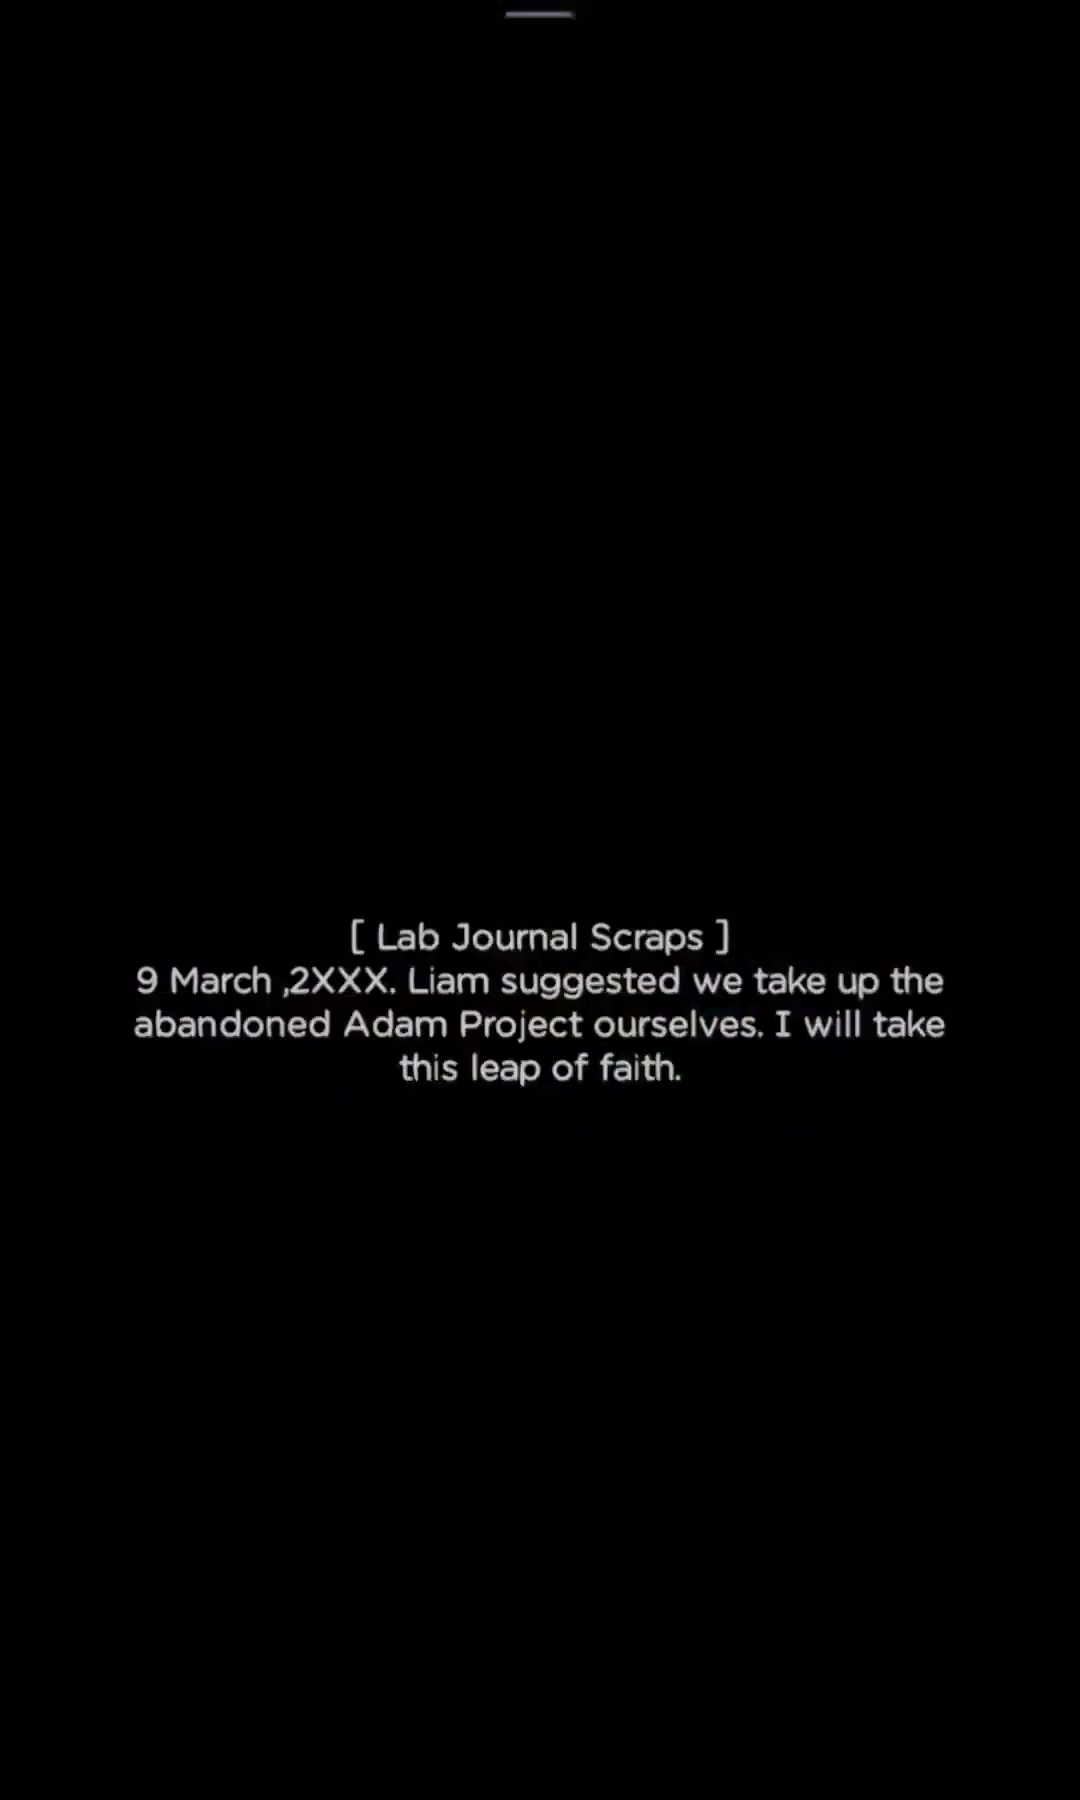 [ Lab Journal Scraps ]
9 March ,2XXX. Liam suggested we take up the
abandoned Adam Project ourselves. I will take
this leap of faith.